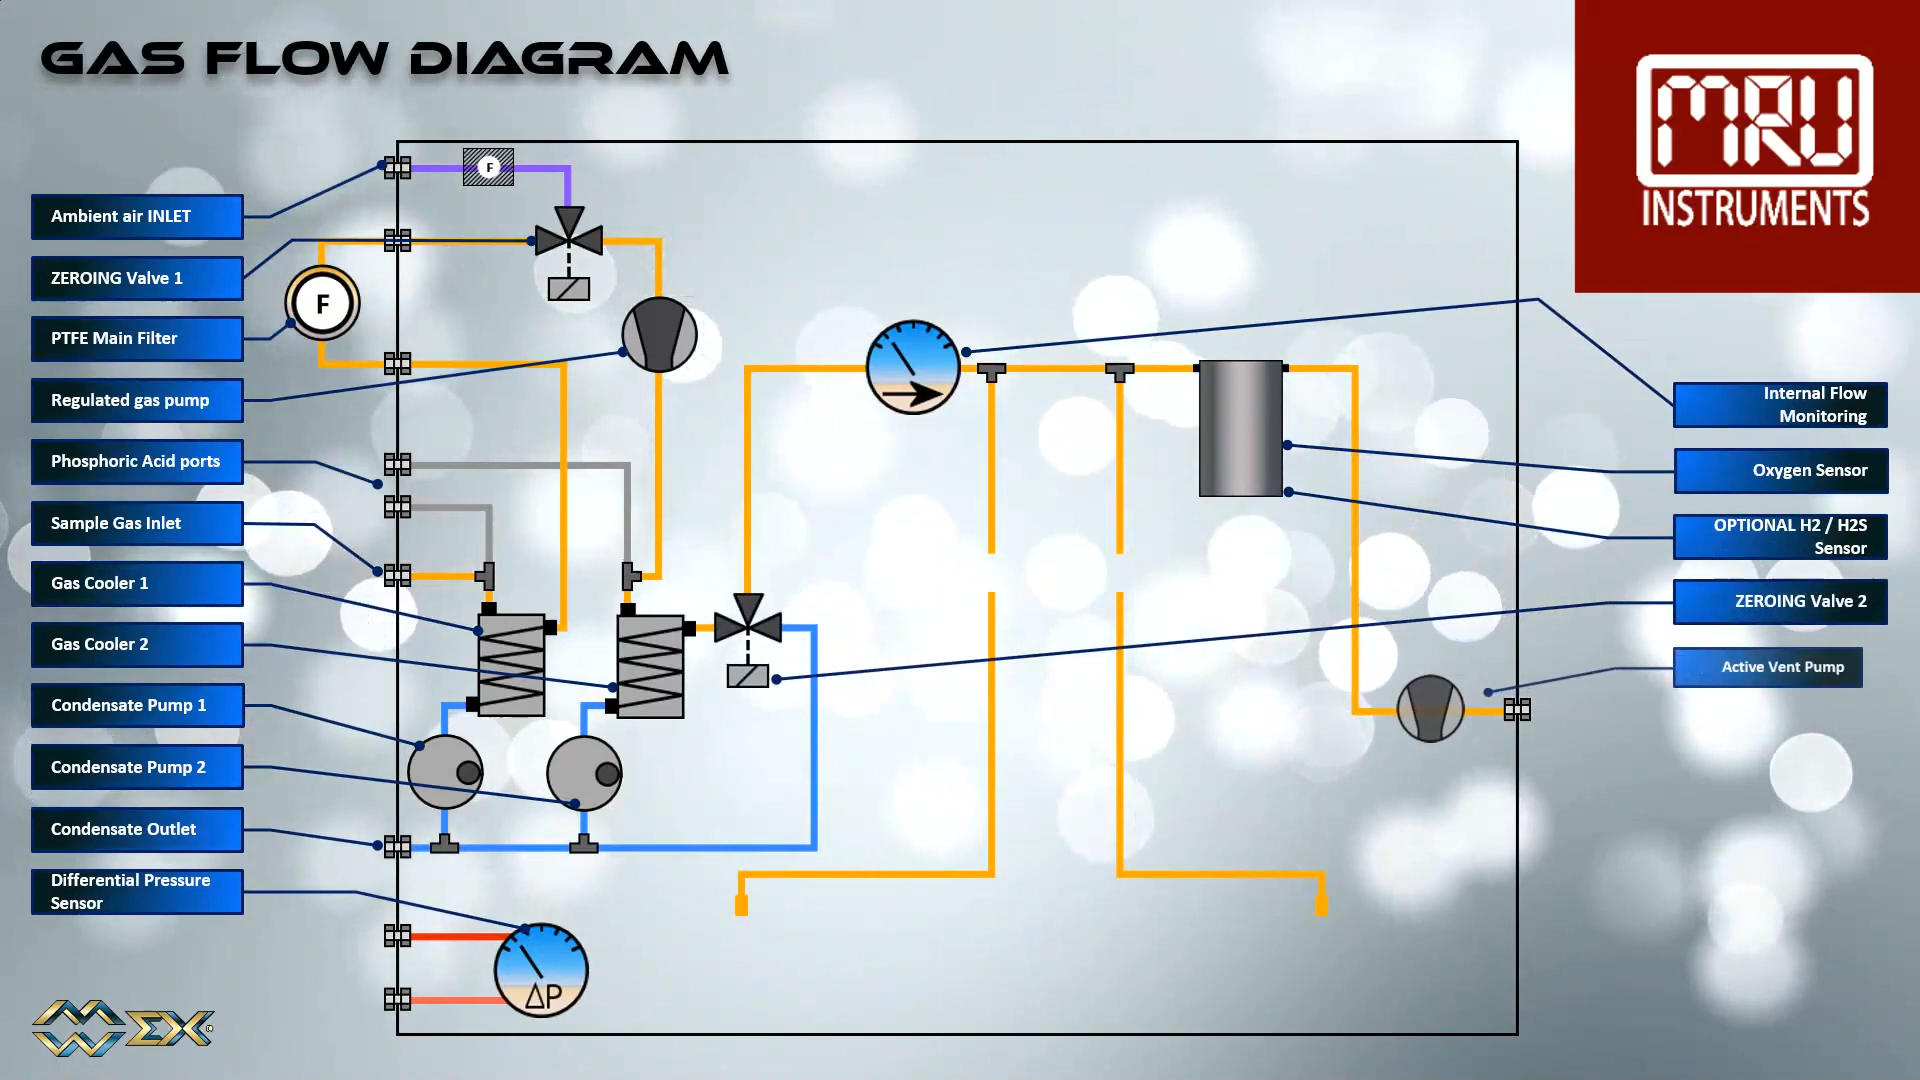 GAS FLOW DIAGRAM
MRU
INSTRUMENTS
Ambient air INLET
ZEROING Valve 1
PTFE Main Filter
Regulated gas pump
Phosphoric Acid ports
Sample Gas Inlet
Gas Cooler 1
Gas Cooler 2
Condensate Pump 1
Condensate Pump 2
Condensate Outlet
Differential Pressure
Sensor
F
F
ΔP
Internal Flow
Monitoring
Oxygen Sensor
OPTIONAL H2 / H2S
Sensor
ZEROING Valve 2
Active Vent Pump
MWEX®